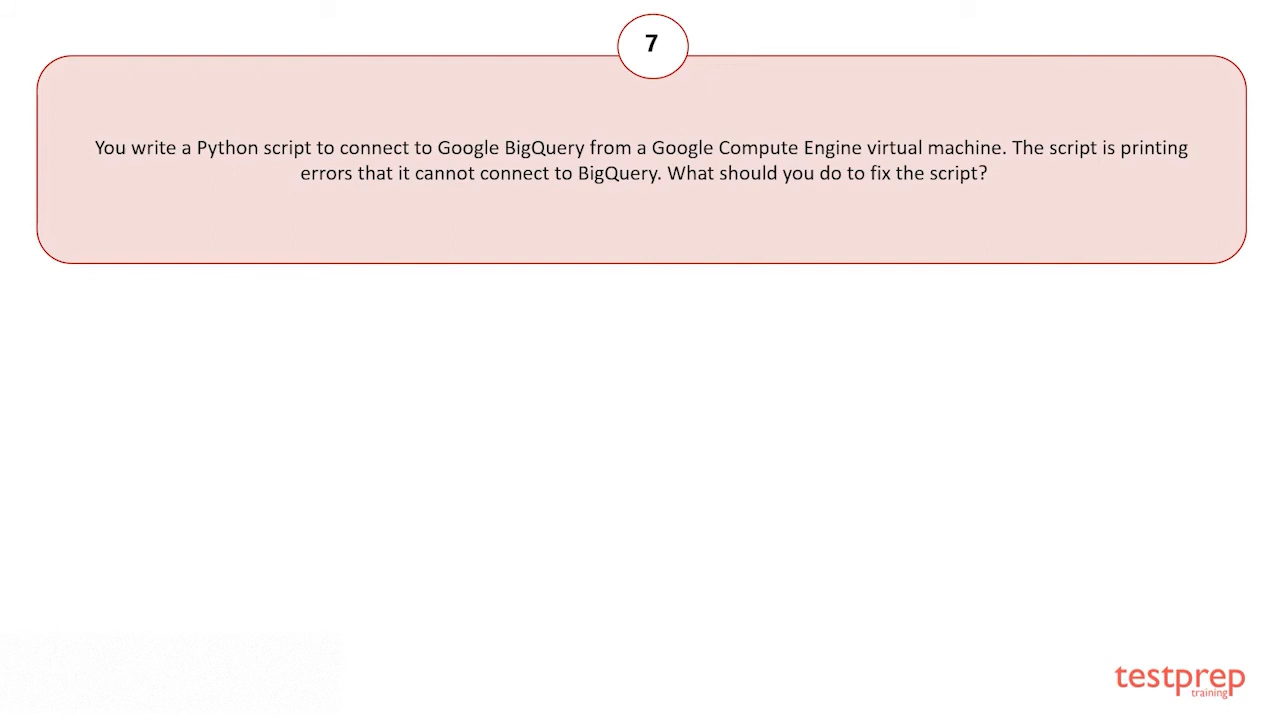 7
You write a Python script to connect to Google BigQuery from a Google Compute Engine virtual machine. The script is printing
errors that it cannot connect to BigQuery. What should you do to fix the script?
testprep
training